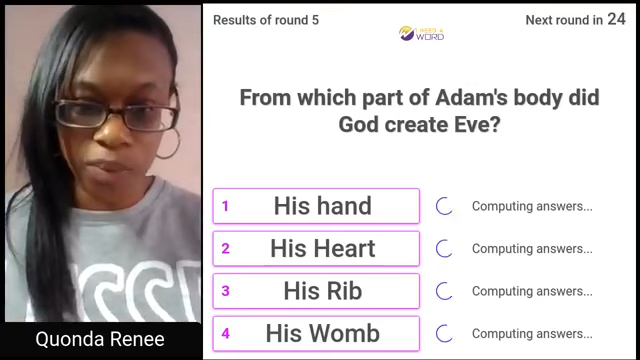 Results of round 5
Next round in 24
I NEED A
WORD
From which part of Adam's body did
God create Eve?
1 His hand Computing answers...
2 His Heart Computing answers...
3 His Rib Computing answers...
4 His Womb Computing answers...
Quonda Renee